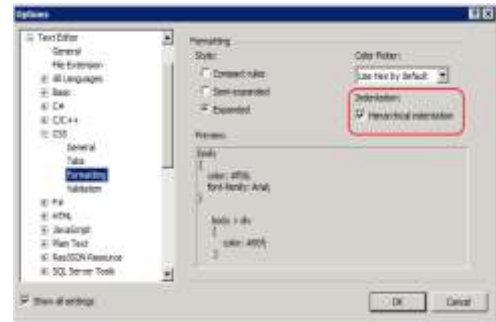 Options
Text Editor
General
File Extension
All Languages
Basic
C#
C/C++
CSS
General
Tabs
Formatting
Validation
F#
HTML
JavaScript
Plain Text
ResJSON Resource
SQL Server Tools
Show all settings
Formatting
Style:
Compact rules
Semi-expanded
Expanded
Color Picker:
Use hex by default
Indentation:
Hierarchical indentation
Preview:
body
{
color: #f00;
font-family: Arial;
}
body > div
{
}
OK
Cancel